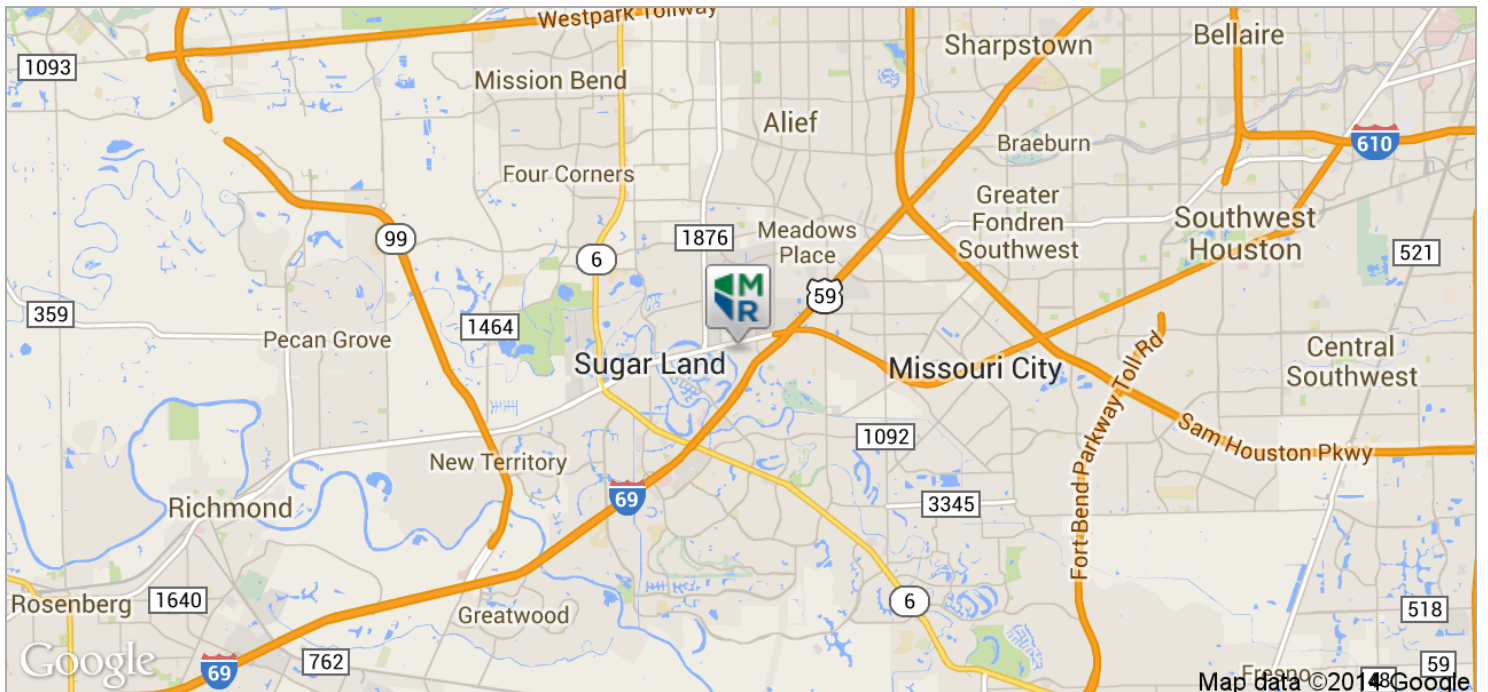 Westpark Tollway
Sharpstown
Bellaire
1093
Mission Bend
Alief
Braeburn
610
Four Corners
Greater
Fondren
Southwest
Southwest
Houston
99
6
1876
Meadows
Place
521
M
R
59
359
1464
Pecan Grove
Sugar Land
Missouri City
Central
Southwest
Fort Bend Parkway Toll Rd
Sam Houston Pkwy
1092
New Territory
69
3345
Richmond
Rosenberg
1640
Greatwood
6
518
Google
69
762
Fresno
59
Map data ©2014 Google